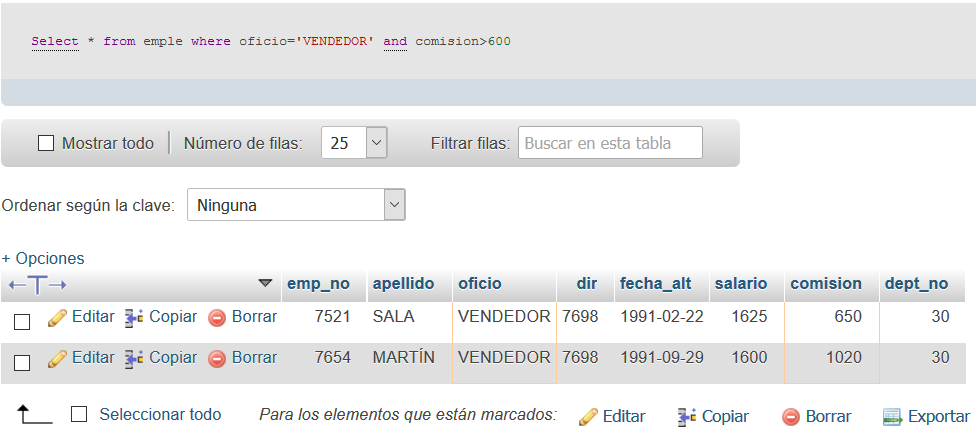 Select * from emple where oficio='VENDEDOR' and comision>600
Mostrar todo Número de filas: 25 Filtrar filas: Buscar en esta tabla
Ordenar según la clave: Ninguna
+ Opciones
←T→ emp_no apellido oficio dir fecha_alt salario comision dept_no
Editar Copiar Borrar 7521 SALA VENDEDOR 7698 1991-02-22 1625 650 30
Editar Copiar Borrar 7654 MARTÍN VENDEDOR 7698 1991-09-29 1600 1020 30
Seleccionar todo Para los elementos que están marcados: Editar Copiar Borrar Exportar